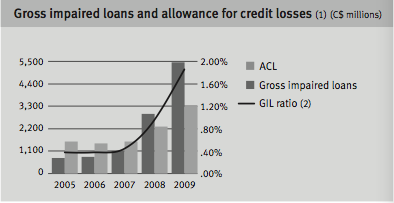 Gross impaired loans and allowance for credit losses (1) (C$ millions)
5,500 2.00%
4,400 1.60%
3,300 1.20%
2,200 .80%
1,100 .40%
0 .00%
2005 2006 2007 2008 2009
ACL
Gross impaired loans
GIL ratio (2)